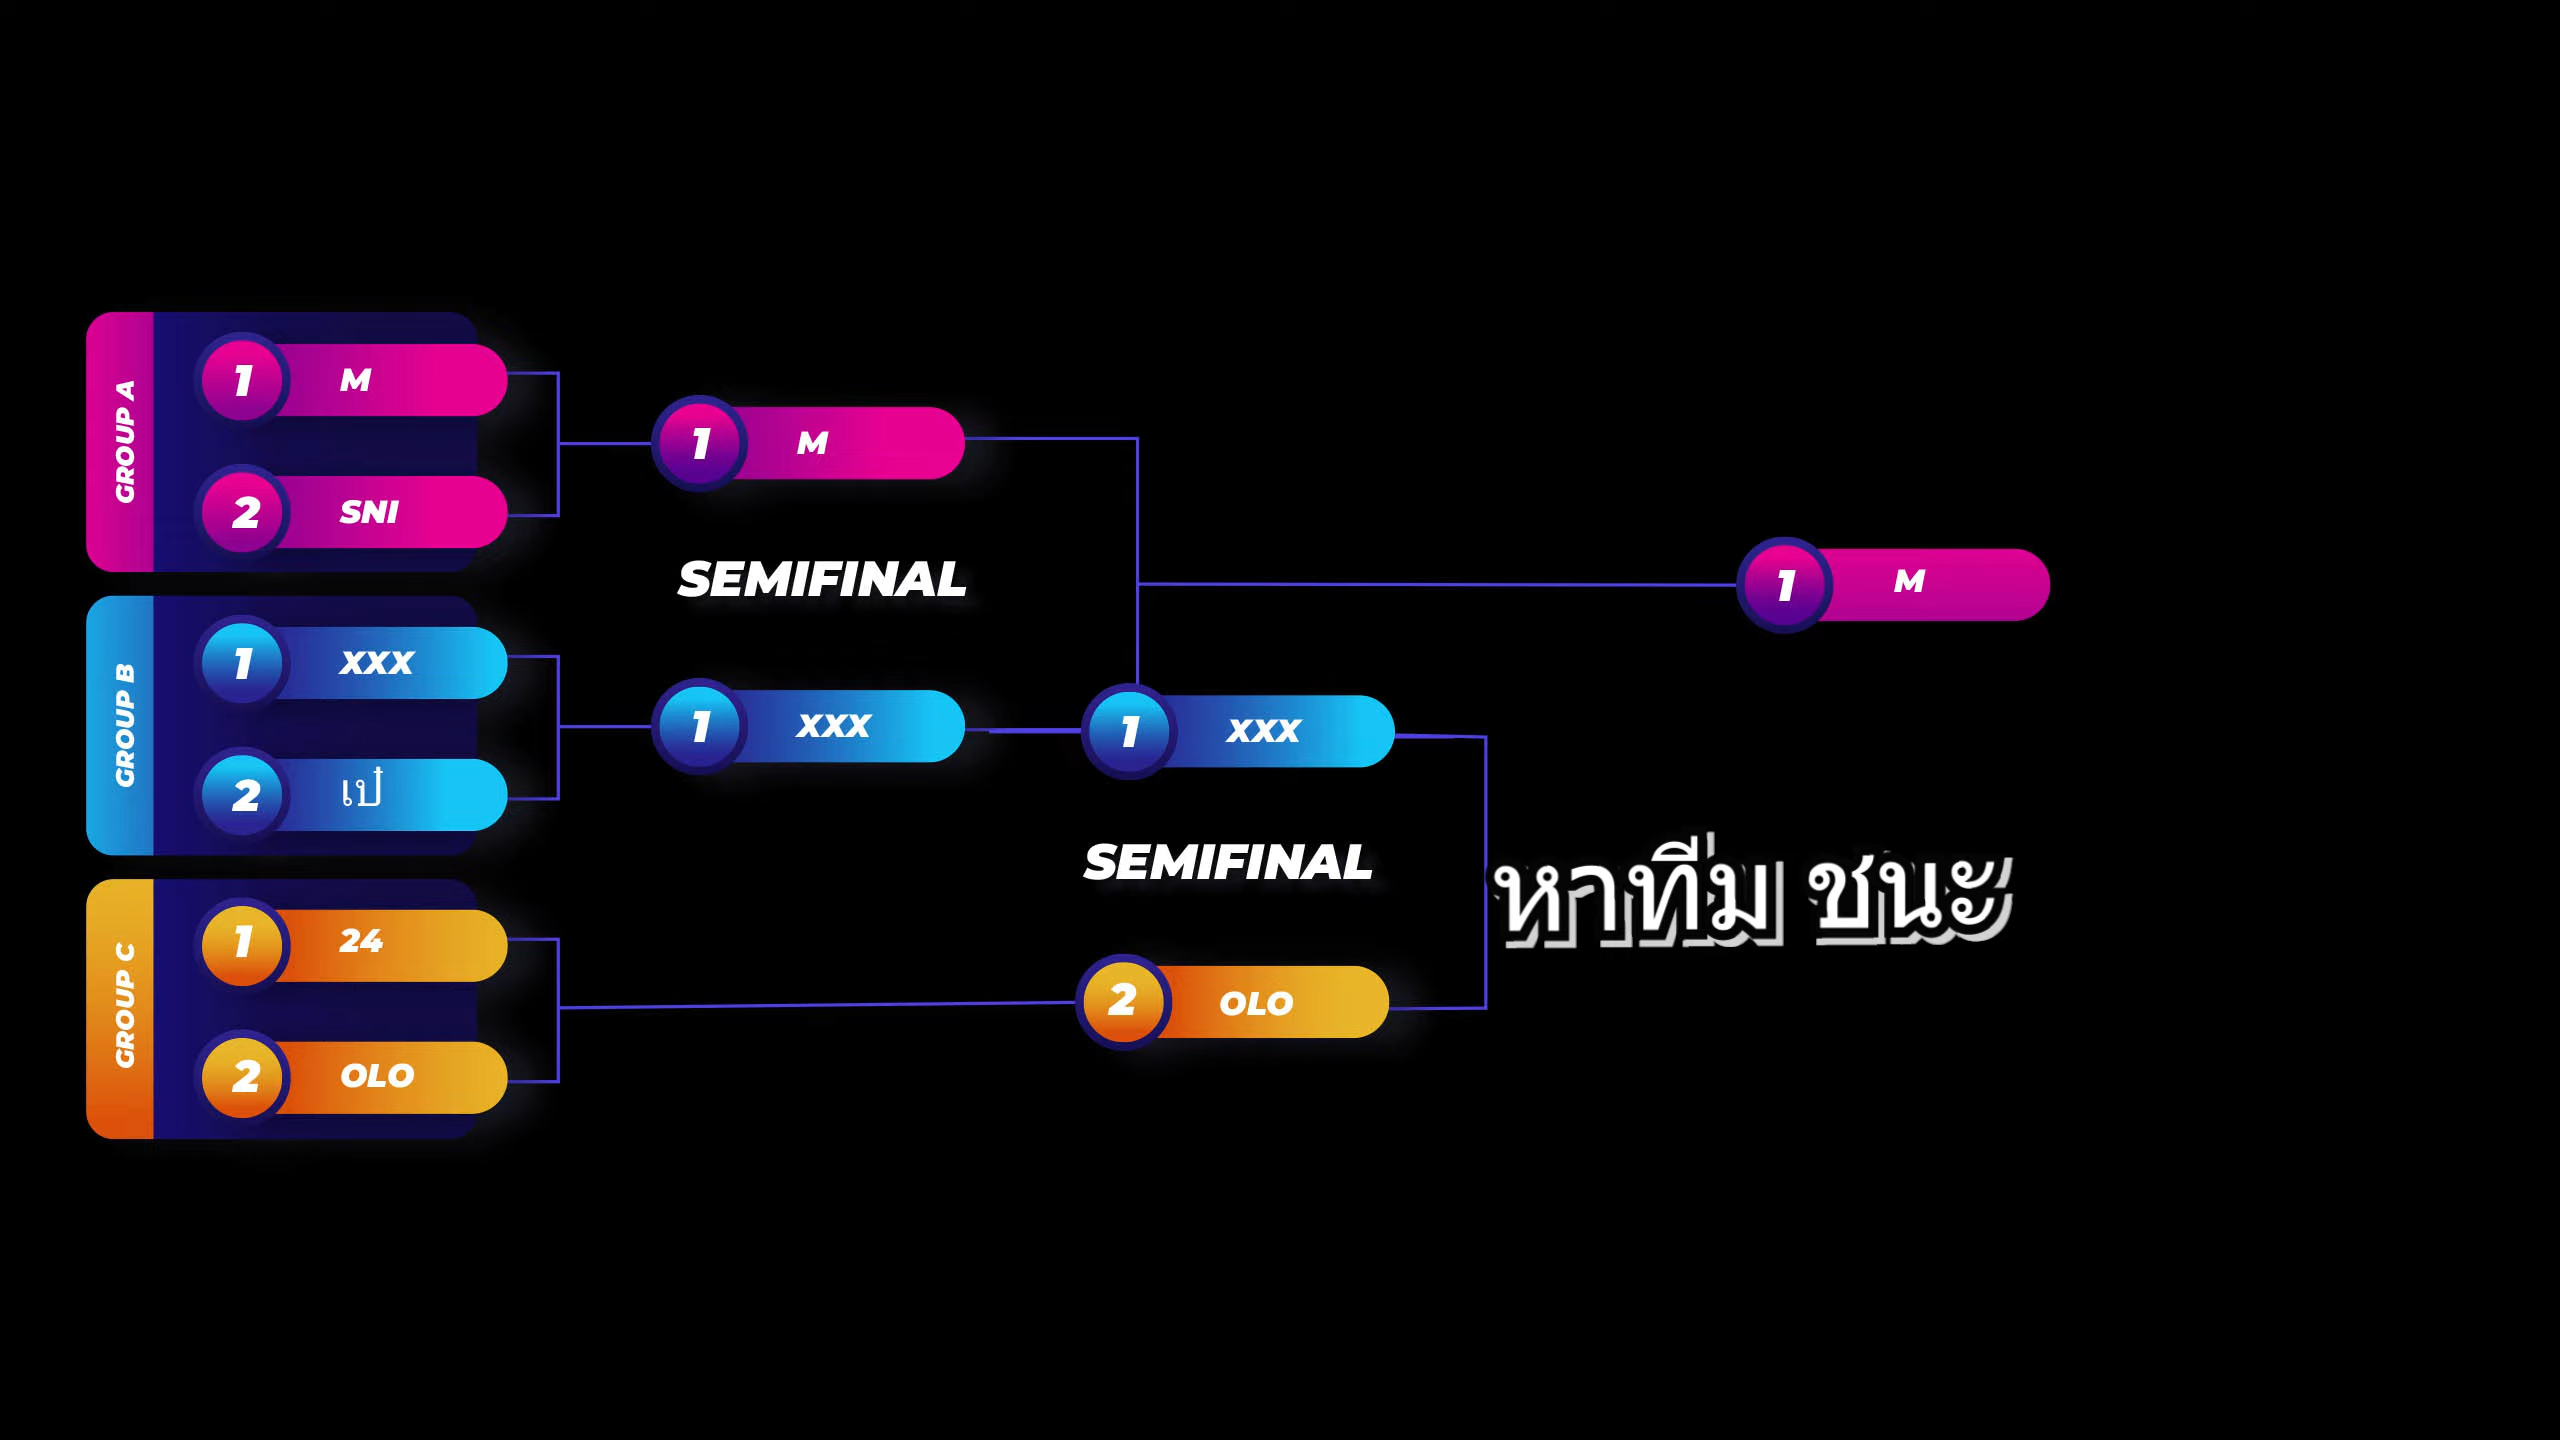 GROUP A
1 M
2 SNI
GROUP B
1 XXX
2 เป๋
GROUP C
1 24
2 OLO
1 M
SEMIFINAL
1 XXX
1 XXX
SEMIFINAL
2 OLO
1 M
หาทีม ชนะ